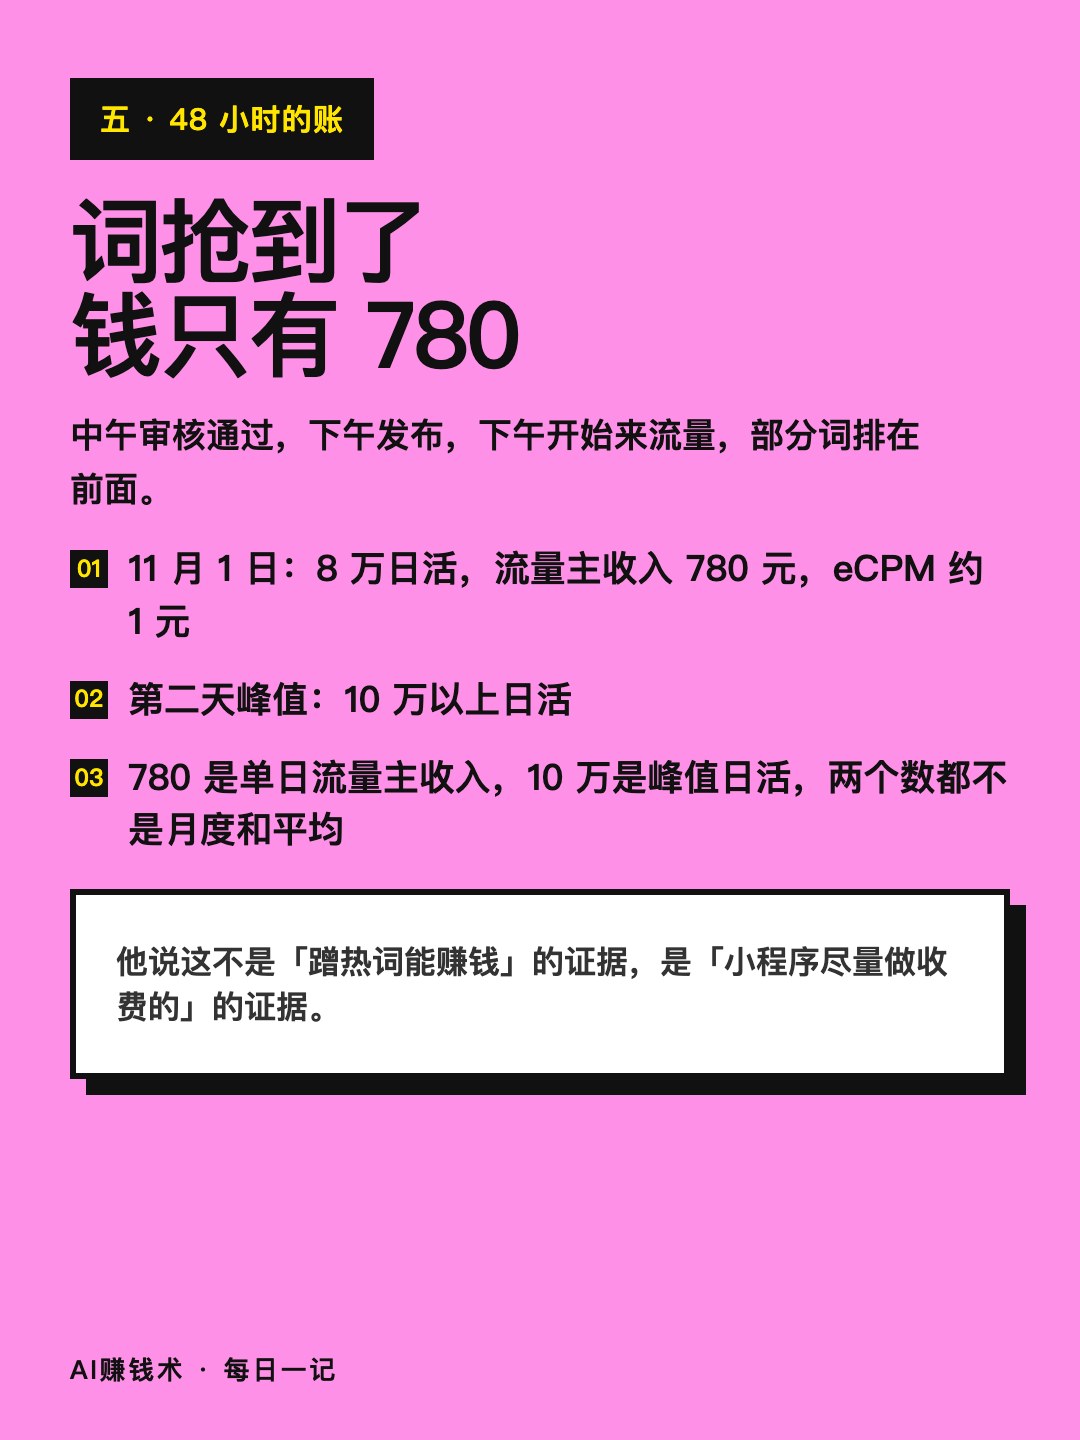 五 · 48 小时的账
词抢到了
钱只有 780
中午审核通过，下午发布，下午开始来流量，部分词排在
前面。
01 11 月 1 日：8 万日活，流量主收入 780 元，eCPM 约
1 元
02 第二天峰值：10 万以上日活
03 780 是单日流量主收入，10 万是峰值日活，两个数都不
是月度和平均
他说这不是「蹭热词能赚钱」的证据，是「小程序尽量做收
费的」的证据。
AI赚钱术 · 每日一记